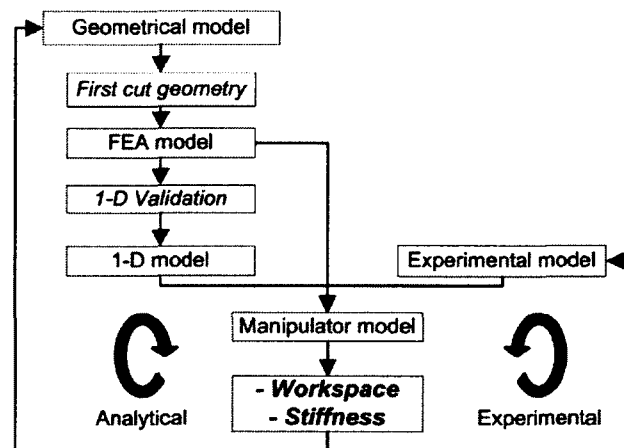 Geometrical model
First cut geometry
FEA model
1-D Validation
1-D model
Experimental model
Manipulator model
- Workspace
- Stiffness
Analytical
Experimental